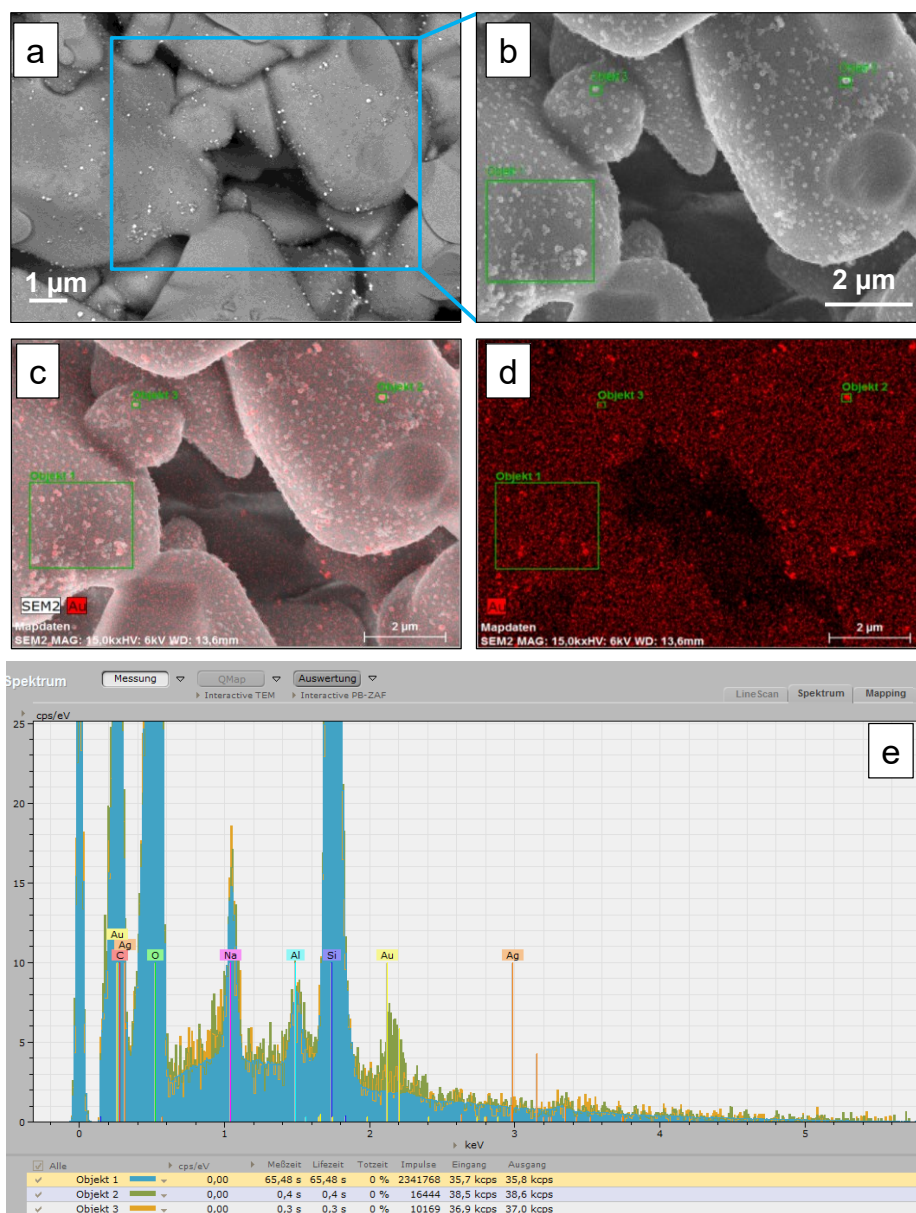 a
b
1 µm
2 µm
Objekt 3
Objekt 1
c
d
Objekt 3
Objekt 2
Objekt 1
SEM2 Au
Mapdaten
SEM2 MAG: 15,0kxHV: 6kV WD: 13,6mm
2 µm
Objekt 3
Objekt 2
Objekt 1
Au
Mapdaten
SEM2 MAG: 15,0kxHV: 6kV WD: 13,6mm
2 µm
Spektrum
Messung QMap Auswertung
Interactive TEM Interactive PB-ZAF
LineScan Spektrum Mapping
cps/eV
e
25
20
15
10
5
0
Au
Ag
C O Na Al Si Au Ag
0 1 2 3 4 5
keV
Alle cps/eV Meßzeit Lifezeit Totzeit Impulse Eingang Ausgang
Objekt 1 0,00 65,48 s 65,48 s 0 % 2341768 35,7 kcps 35,8 kcps
Objekt 2 0,00 0,4 s 0,4 s 0 % 16444 38,5 kcps 38,6 kcps
Objekt 3 0,00 0,3 s 0,3 s 0 % 10169 36,9 kcps 37,0 kcps